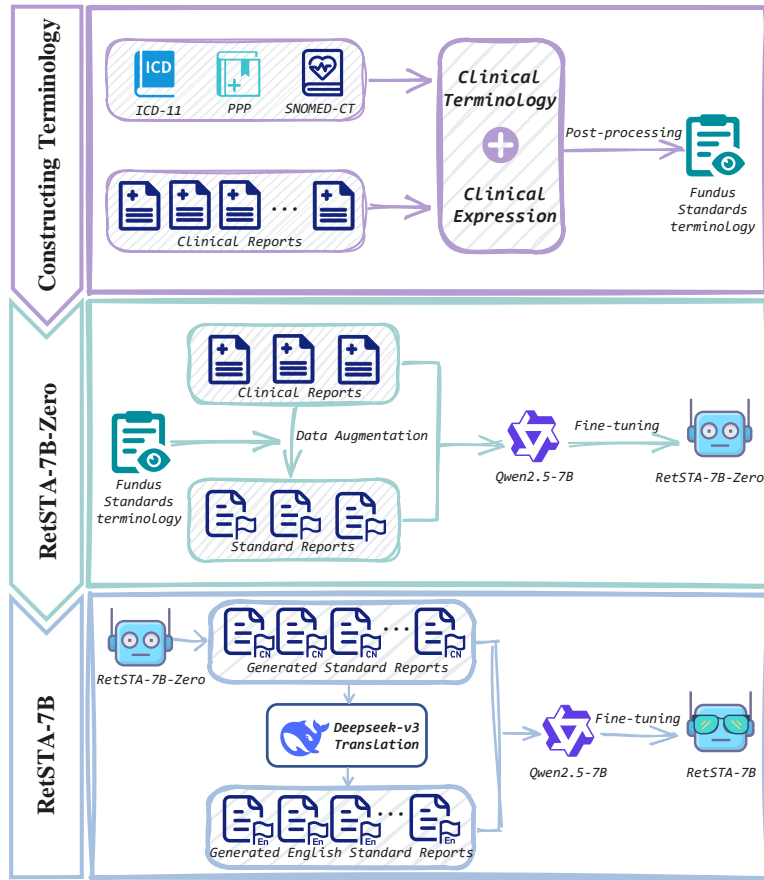 Constructing Terminology
ICD
ICD-11
PPP
SNOMED-CT
Clinical Reports
Clinical
Terminology
Clinical
Expression
Post-processing
Fundus
Standards
terminology
RetSTA-7B-Zero
Clinical Reports
Data Augmentation
Fundus
Standards
terminology
Standard Reports
Qwen2.5-7B
Fine-tuning
RetSTA-7B-Zero
RetSTA-7B
RetSTA-7B-Zero
CN
CN
CN
CN
Generated Standard Reports
Deepseek-v3
Translation
En
En
En
En
Generated English Standard Reports
Qwen2.5-7B
Fine-tuning
RetSTA-7B